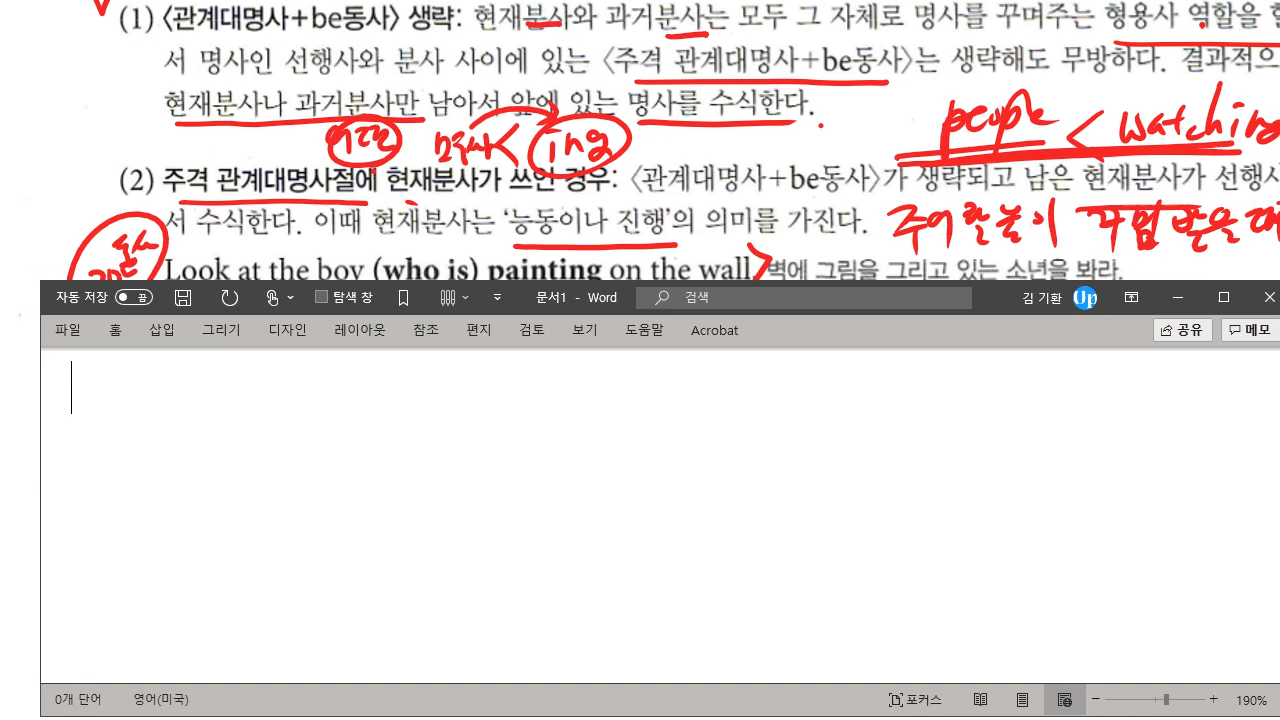 (1) 〈관계대명사+be동사〉 생략: 현재분사와 과거분사는 모두 그 자체로 명사를 꾸며주는 형용사 역할을
서 명사인 선행사와 분사 사이에 있는 〈주격 관계대명사+be동사〉는 생략해도 무방하다. 결과적으
현재분사나 과거분사만 남아서 앞에 있는 명사를 수식한다.
people < watching
ing
(2) 주격 관계대명사절에 현재분사가 쓰인 경우: 〈관계대명사+be동사〉가 생략되고 남은 현재분사가 선행사
서 수식한다. 이때 현재분사는 ‘능동이나 진행’의 의미를 가진다.
동사
Look at the boy (who is) painting on the wall. 벽에 그림을 그리고 있는 소년을 봐라.
자동 저장 끔 탐색 창 문서1 - Word 검색 김 기환 Up
파일 홈 삽입 그리기 디자인 레이아웃 참조 편지 검토 보기 도움말 Acrobat 공유 메모
0개 단어 영어(미국) 포커스 190%